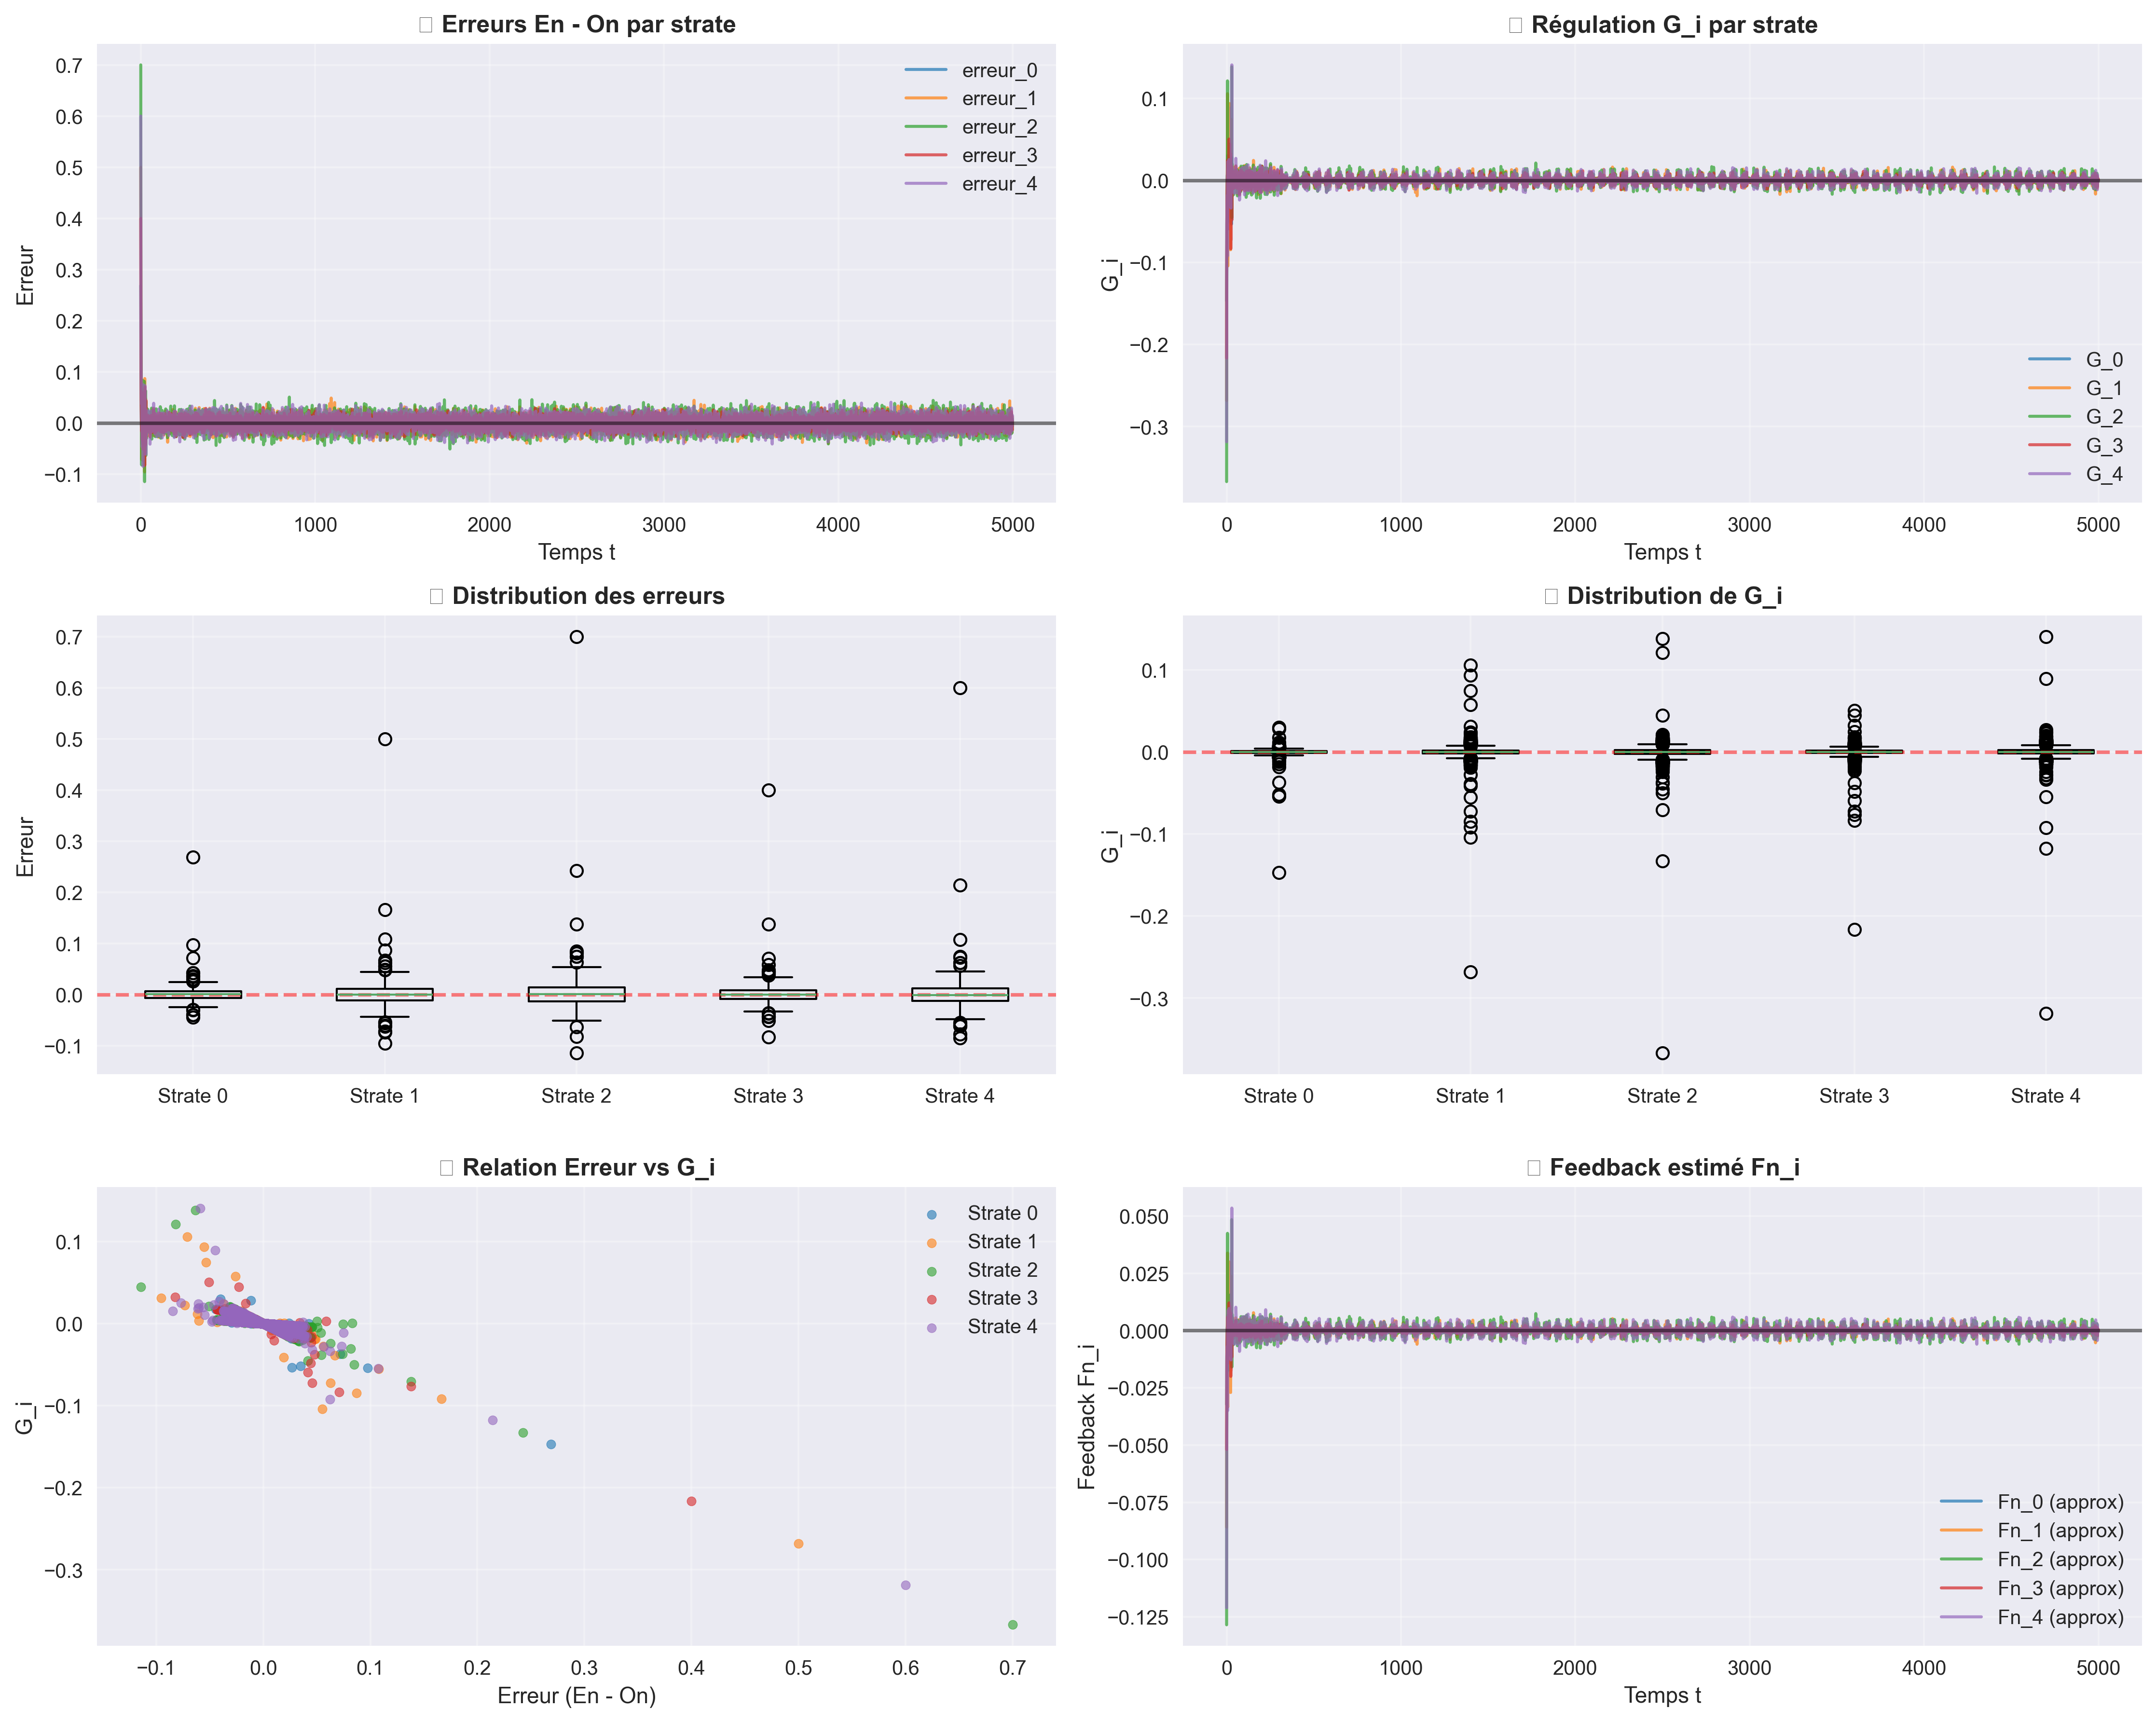 Erreurs En - On par strate
0.7
0.6
0.5
0.4
0.3
0.2
0.1
0.0
−0.1
Erreur
erreur_0
erreur_1
erreur_2
erreur_3
erreur_4
0 1000 2000 3000 4000 5000
Temps t
Régulation G_i par strate
0.1
0.0
−0.1
−0.2
−0.3
G_i
G_0
G_1
G_2
G_3
G_4
0 1000 2000 3000 4000 5000
Temps t
Distribution des erreurs
0.7
0.6
0.5
0.4
0.3
0.2
0.1
0.0
−0.1
Erreur
Strate 0 Strate 1 Strate 2 Strate 3 Strate 4
Distribution de G_i
0.1
0.0
−0.1
−0.2
−0.3
G_i
Strate 0 Strate 1 Strate 2 Strate 3 Strate 4
Relation Erreur vs G_i
0.1
0.0
−0.1
−0.2
−0.3
G_i
Strate 0
Strate 1
Strate 2
Strate 3
Strate 4
−0.1 0.0 0.1 0.2 0.3 0.4 0.5 0.6 0.7
Erreur (En - On)
Feedback estimé Fn_i
0.050
0.025
0.000
−0.025
−0.050
−0.075
−0.100
−0.125
Feedback Fn_i
Fn_0 (approx)
Fn_1 (approx)
Fn_2 (approx)
Fn_3 (approx)
Fn_4 (approx)
0 1000 2000 3000 4000 5000
Temps t